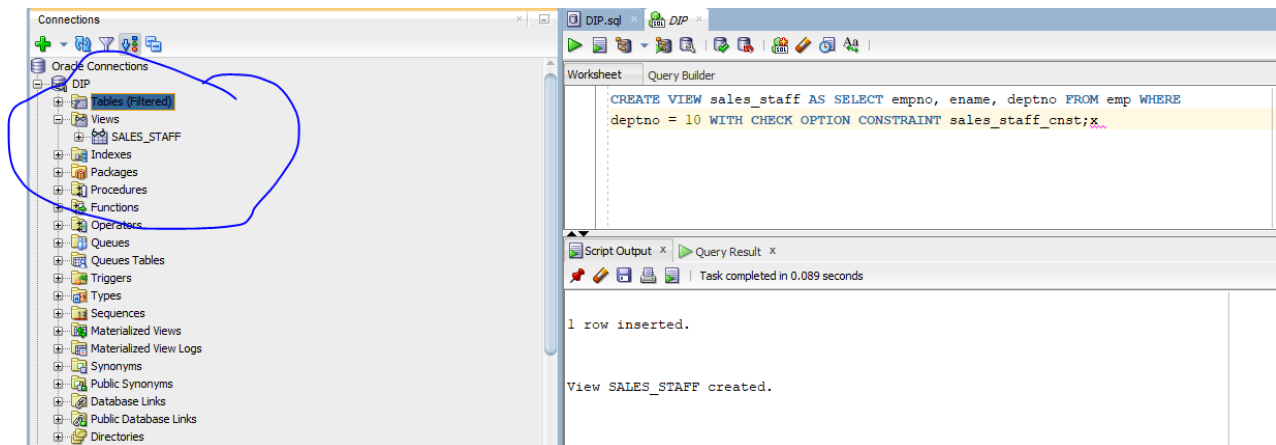 Connections
Oracle Connections
DIP
Tables (Filtered)
Views
SALES_STAFF
Indexes
Packages
Procedures
Functions
Operators
Queues
Queues Tables
Triggers
Types
Sequences
Materialized Views
Materialized View Logs
Synonyms
Public Synonyms
Database Links
Public Database Links
Directories
DIP.sql DIP
Worksheet Query Builder
CREATE VIEW sales_staff AS SELECT empno, ename, deptno FROM emp WHERE
deptno = 10 WITH CHECK OPTION CONSTRAINT sales_staff_cnst;x
Script Output x Query Result x
Task completed in 0.089 seconds
1 row inserted.
View SALES_STAFF created.